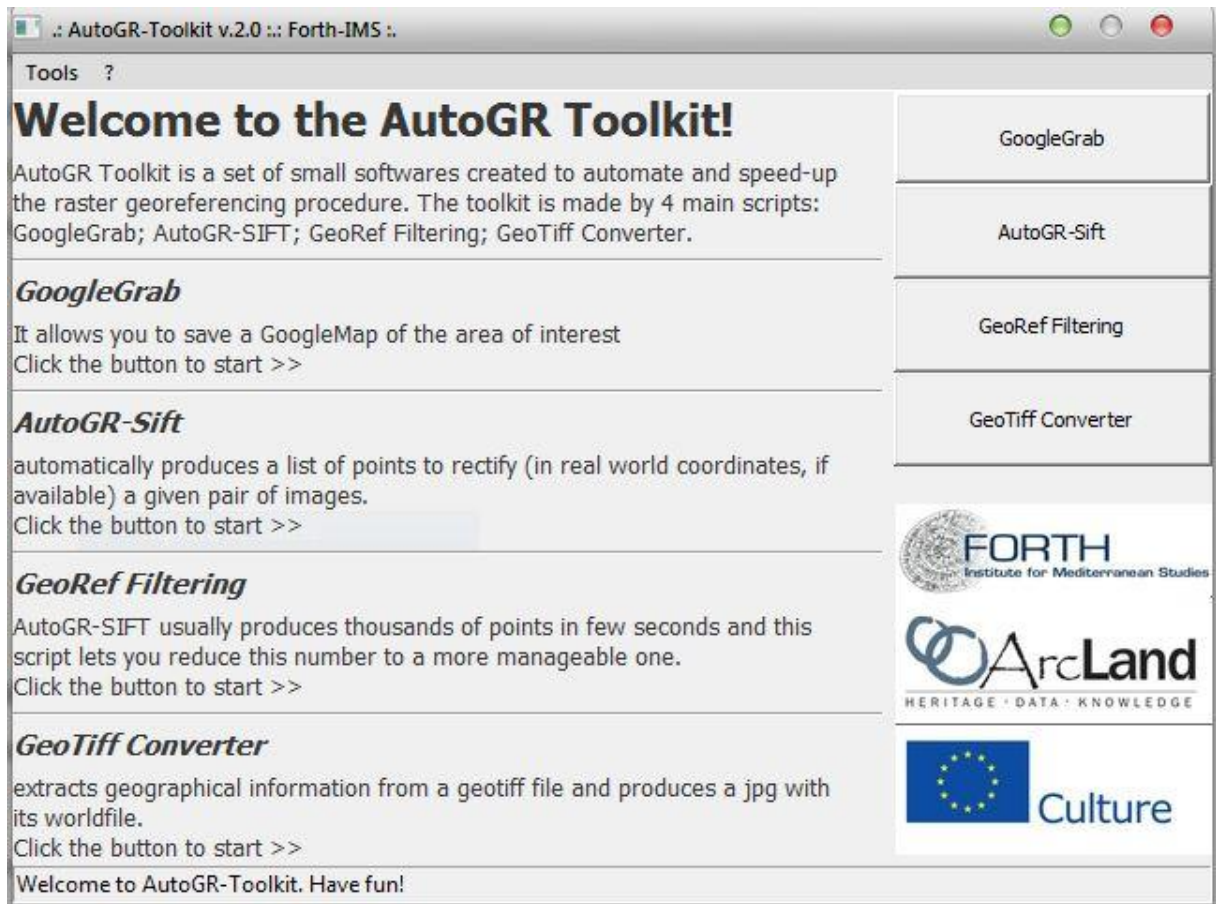 .: AutoGR-Toolkit v.2.0 :.: Forth-IMS :.
Tools ?
Welcome to the AutoGR Toolkit!
AutoGR Toolkit is a set of small softwares created to automate and speed-up
the raster georeferencing procedure. The toolkit is made by 4 main scripts:
GoogleGrab; AutoGR-SIFT; GeoRef Filtering; GeoTiff Converter.
GoogleGrab
It allows you to save a GoogleMap of the area of interest
Click the button to start >>
AutoGR-Sift
automatically produces a list of points to rectify (in real world coordinates, if
available) a given pair of images.
Click the button to start >>
GeoRef Filtering
AutoGR-SIFT usually produces thousands of points in few seconds and this
script lets you reduce this number to a more manageable one.
Click the button to start >>
GeoTiff Converter
extracts geographical information from a geotiff file and produces a jpg with
its worldfile.
Click the button to start >>
GoogleGrab
AutoGR-Sift
GeoRef Filtering
GeoTiff Converter
FORTH
Institute for Mediterranean Studies
ArcLand
HERITAGE · DATA · KNOWLEDGE
Culture
Welcome to AutoGR-Toolkit. Have fun!